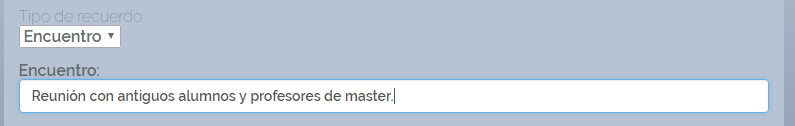 Tipo de recuerdo:
Encuentro
Encuentro:
Reunión con antiguos alumnos y profesores de master.